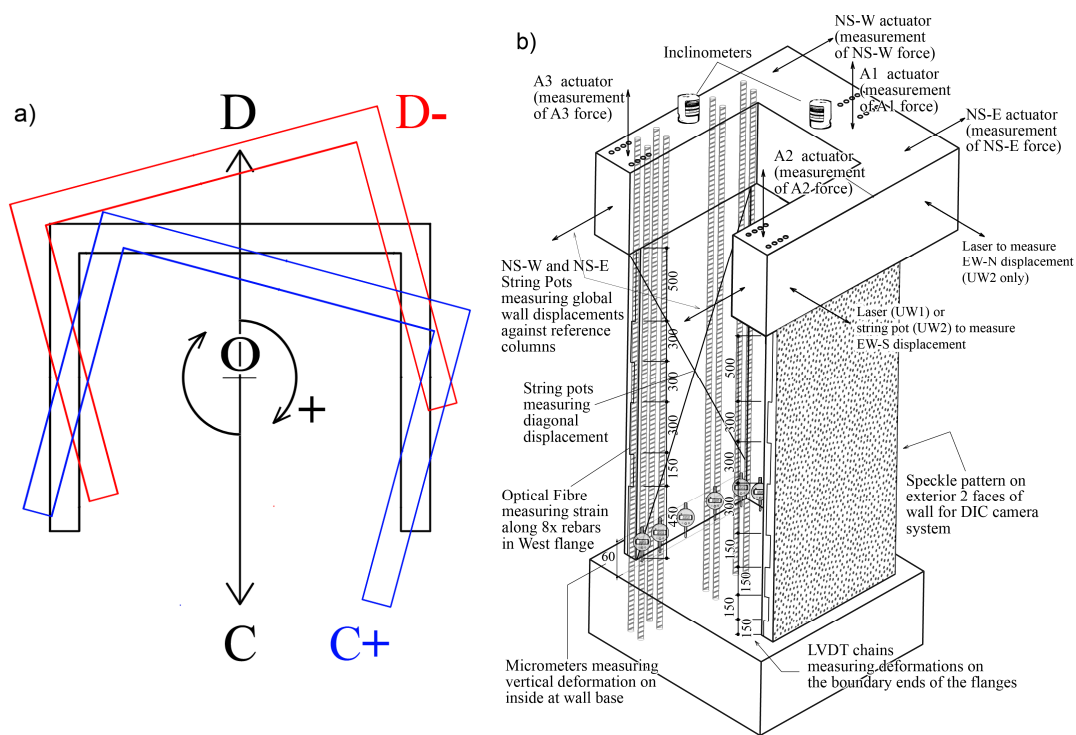 a)
D
D-
O
+
C
C+
b)
NS-W actuator
(measurement
of NS-W force)
Inclinometers
A3 actuator
(measurement
of A3 force)
A1 actuator
(measurement
of A1 force)
NS-E actuator
(measurement
of NS-E force)
A2 actuator
(measurement
of A2 force)
NS-W and NS-E
String Pots
measuring global
wall displacements
against reference
columns
Laser to measure
EW-N displacement
(UW2 only)
Laser (UW1) or
string pot (UW2) to measure
EW-S displacement
String pots
measuring
diagonal
displacement
Optical Fibre
measuring strain
along 8x rebars
in West flange
500
300
300
300
150
450
60
500
300
300
300
150
150
150
150
Speckle pattern on
exterior 2 faces of
wall for DIC camera
system
Micrometers measuring
vertical deformation on
inside at wall base
LVDT chains
measuring deformations on
the boundary ends of the flanges